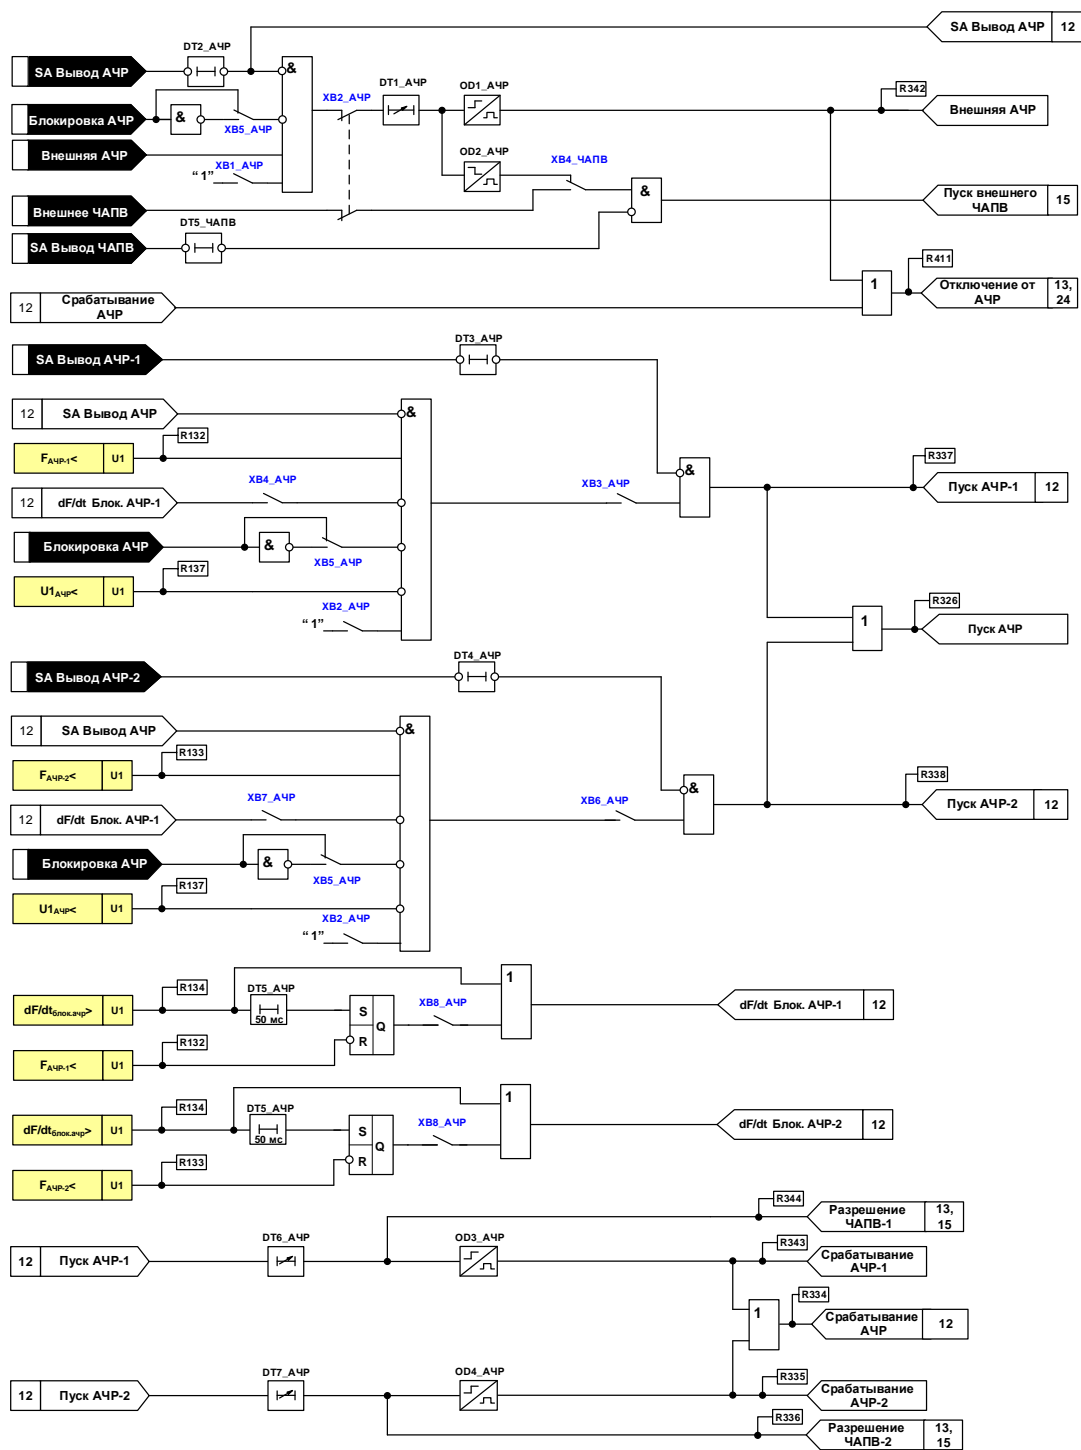 SA Вывод АЧР 12
DT2_АЧР
SA Вывод АЧР
&
DT1_АЧР
OD1_АЧР
R342
XB2_АЧР
Блокировка АЧР
&
XB5_АЧР
Внешняя АЧР
Внешняя АЧР
OD2_АЧР
XB4_ЧАПВ
XB1_АЧР
“1”
&
Пуск внешнего ЧАПВ 15
Внешнее ЧАПВ
DT5_ЧАПВ
SA Вывод ЧАПВ
R411
1
Отключение от АЧР 13, 24
12 Срабатывание АЧР
DT3_АЧР
SA Вывод АЧР-1
12 SA Вывод АЧР
&
R132
FАЧР-1< U1
R337
&
XB4_АЧР
XB3_АЧР
12 dF/dt Блок. АЧР-1
Пуск АЧР-1 12
Блокировка АЧР
&
XB5_АЧР
R137
U1АЧР< U1
XB2_АЧР
“1”
R326
1
Пуск АЧР
DT4_АЧР
SA Вывод АЧР-2
12 SA Вывод АЧР
&
R133
FАЧР-2< U1
R338
&
XB7_АЧР
XB6_АЧР
12 dF/dt Блок. АЧР-1
Пуск АЧР-2 12
Блокировка АЧР
&
XB5_АЧР
R137
U1АЧР< U1
XB2_АЧР
“1”
R134
DT5_АЧР
1
dF/dtблок.ачр> U1
50 мс
S
Q
R
XB8_АЧР
dF/dt Блок. АЧР-1 12
R132
FАЧР-1< U1
R134
DT5_АЧР
1
dF/dtблок.ачр> U1
50 мс
S
Q
R
XB8_АЧР
dF/dt Блок. АЧР-2 12
R133
FАЧР-2< U1
R344
Разрешение ЧАПВ-1 13, 15
DT6_АЧР
OD3_АЧР
R343
12 Пуск АЧР-1
Срабатывание АЧР-1
R334
1
Срабатывание АЧР 12
DT7_АЧР
OD4_АЧР
R335
12 Пуск АЧР-2
Срабатывание АЧР-2
R336
Разрешение ЧАПВ-2 13, 15